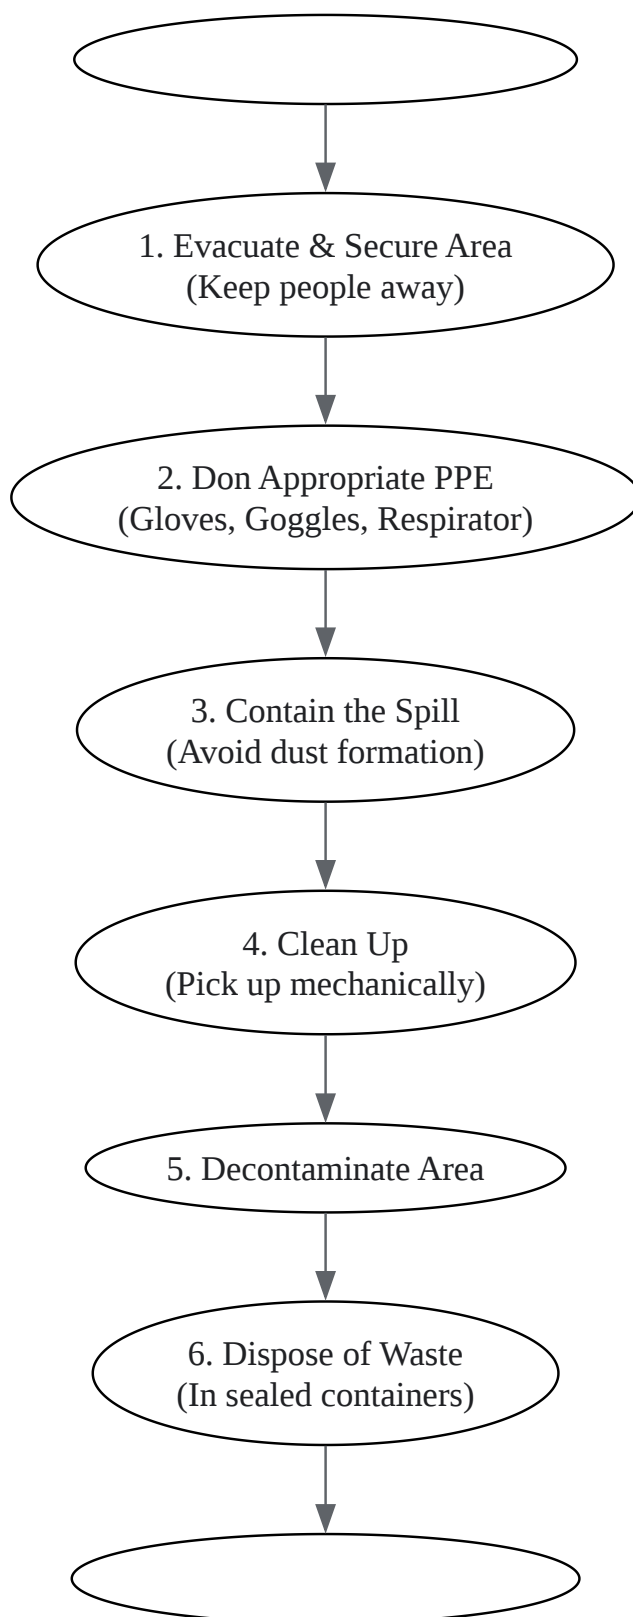 1. Evacuate & Secure Area
(Keep people away)
2. Don Appropriate PPE
(Gloves, Goggles, Respirator)
3. Contain the Spill
(Avoid dust formation)
4. Clean Up
(Pick up mechanically)
5. Decontaminate Area
6. Dispose of Waste
(In sealed containers)